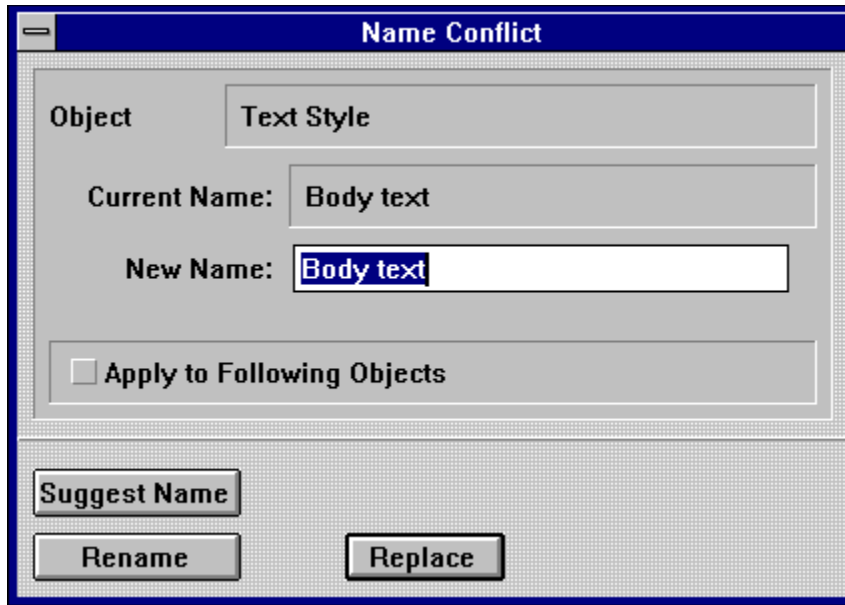 Name Conflict
Object Text Style
Current Name: Body text
New Name: Body text
Apply to Following Objects
Suggest Name
Rename Replace